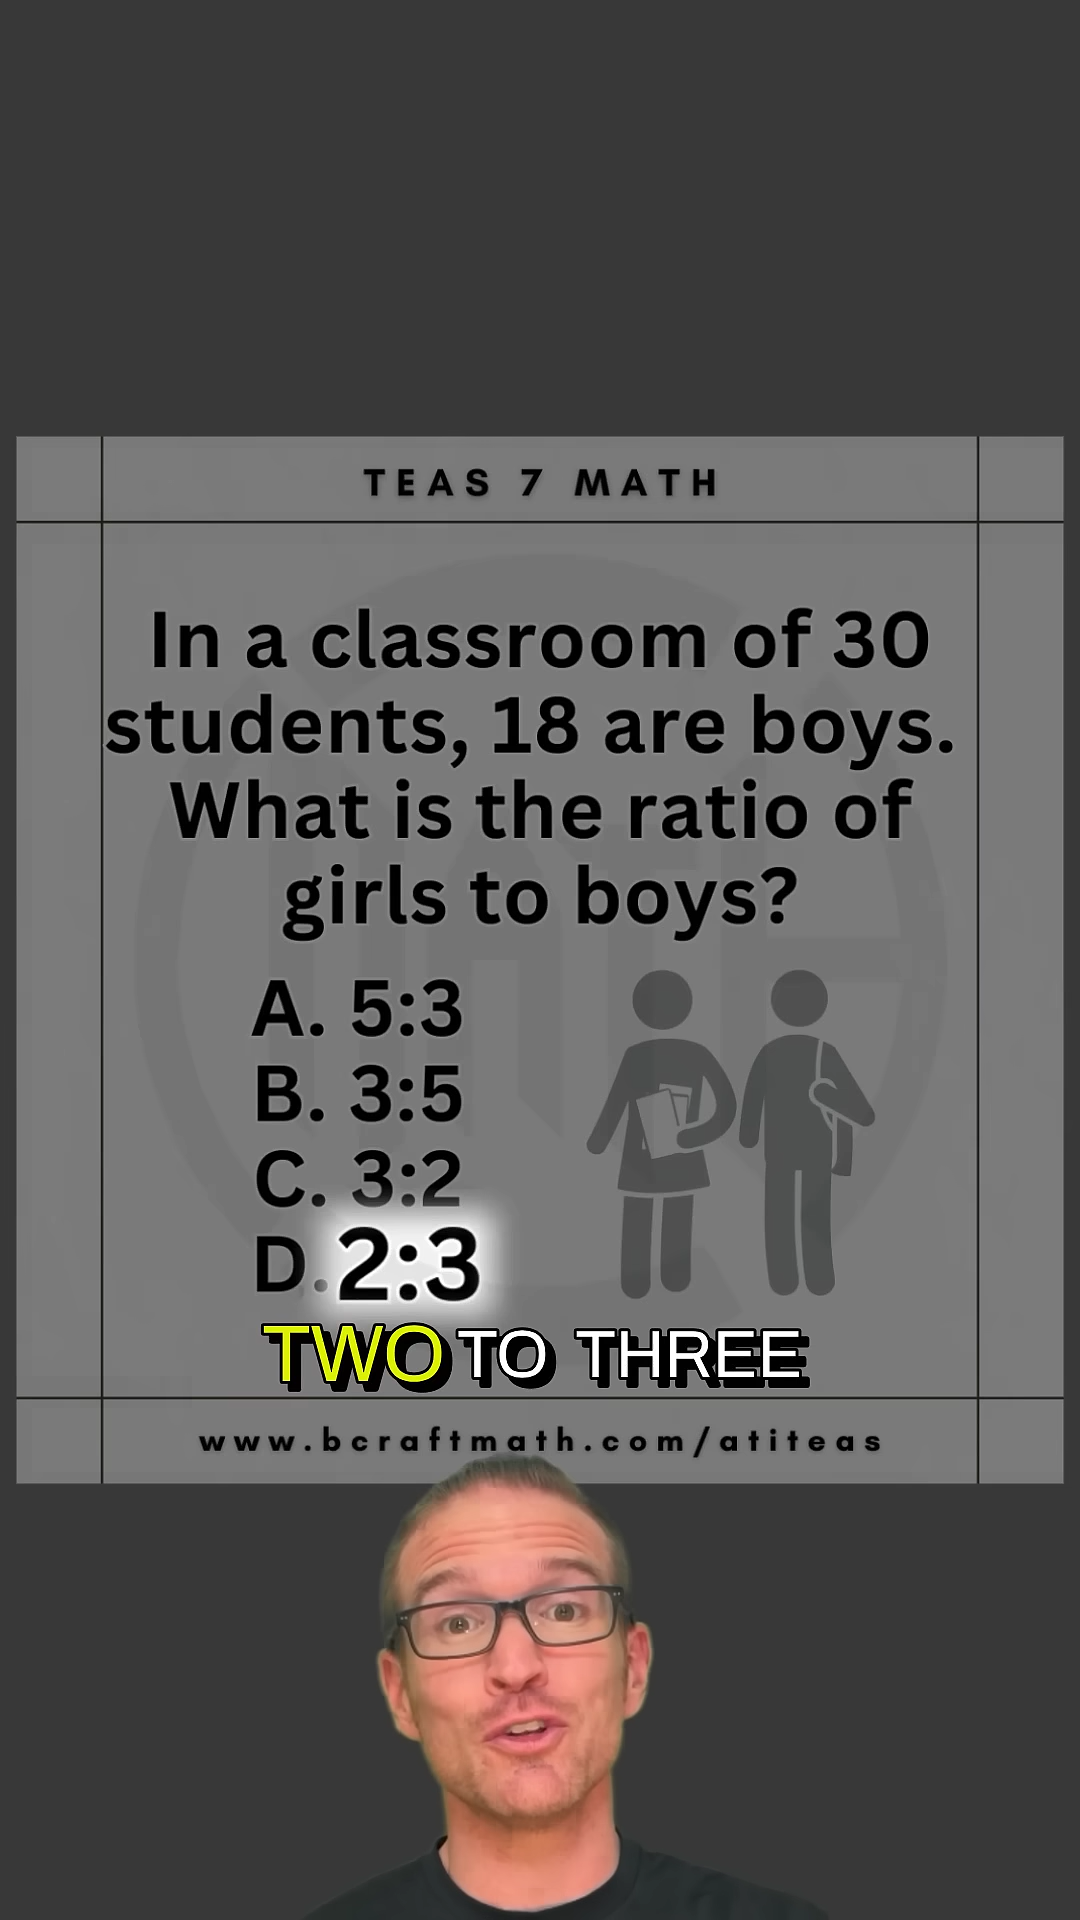 TEAS 7 MATH
In a classroom of 30
students, 18 are boys.
What is the ratio of
girls to boys?
A. 5:3
B. 3:5
C. 3:2
D. 2:3
TWO TO THREE
www.bcraftmath.com/atiteas